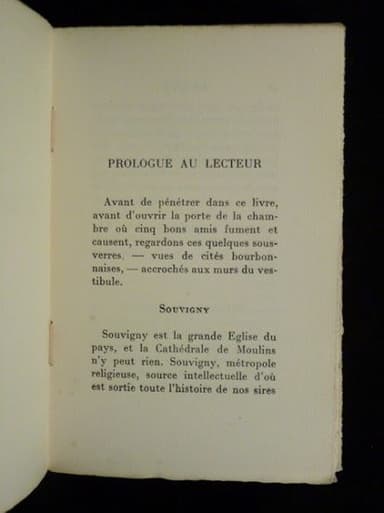 PROLOGUE AU LECTEUR
Avant de pénétrer dans ce livre,
avant d'ouvrir la porte de la cham-
bre où cinq bons amis fument et
causent, regardons ces quelques sous-
verres, — vues de cités bourbon-
naises, — accrochés aux murs du ves-
tibule.
Souvigny
Souvigny est la grande Eglise du
pays, et la Cathédrale de Moulins
n'y peut rien. Souvigny, métropole
religieuse, source intellectuelle d'où
est sortie toute l'histoire de nos sires